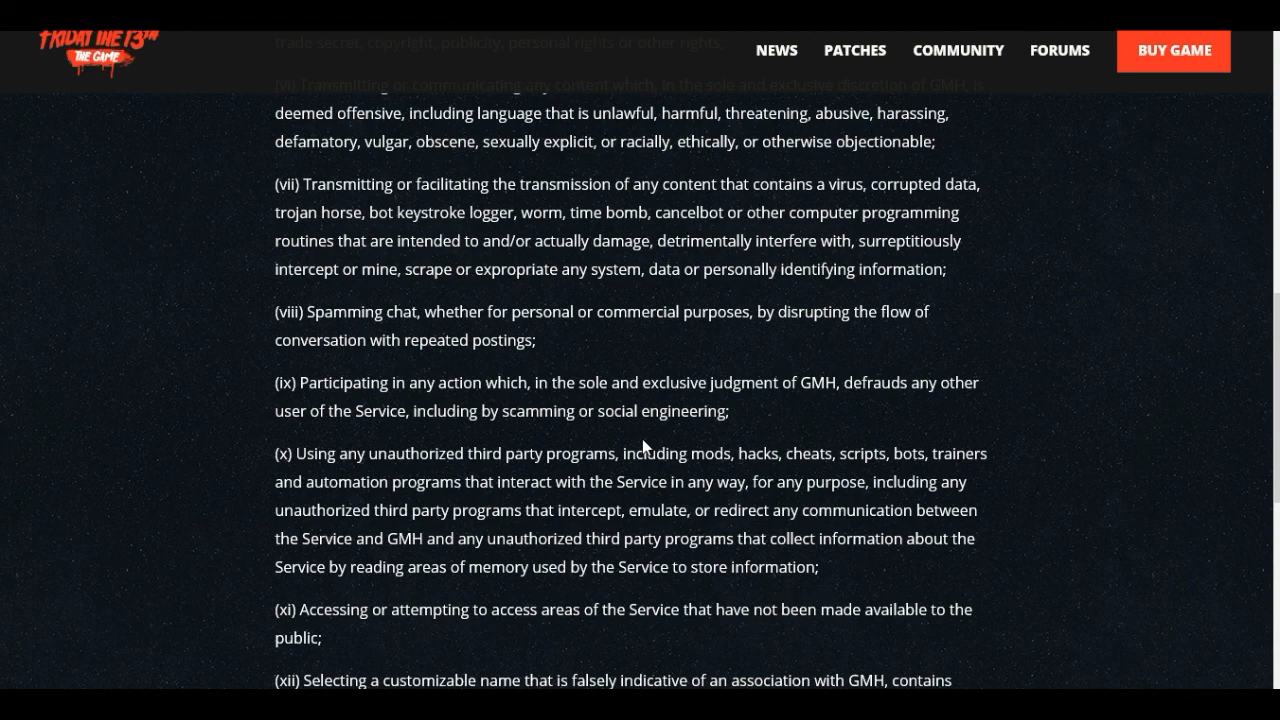 FRIDAY THE 13TH
THE GAME
NEWS
PATCHES
COMMUNITY
FORUMS
BUY GAME
trade secret, copyright, publicity, personal rights or other rights;
(vi) Transmitting or communicating any content which, in the sole and exclusive discretion of GMH, is
deemed offensive, including language that is unlawful, harmful, threatening, abusive, harassing,
defamatory, vulgar, obscene, sexually explicit, or racially, ethically, or otherwise objectionable;
(vii) Transmitting or facilitating the transmission of any content that contains a virus, corrupted data,
trojan horse, bot keystroke logger, worm, time bomb, cancelbot or other computer programming
routines that are intended to and/or actually damage, detrimentally interfere with, surreptitiously
intercept or mine, scrape or expropriate any system, data or personally identifying information;
(viii) Spamming chat, whether for personal or commercial purposes, by disrupting the flow of
conversation with repeated postings;
(ix) Participating in any action which, in the sole and exclusive judgment of GMH, defrauds any other
user of the Service, including by scamming or social engineering;
(x) Using any unauthorized third party programs, including mods, hacks, cheats, scripts, bots, trainers
and automation programs that interact with the Service in any way, for any purpose, including any
unauthorized third party programs that intercept, emulate, or redirect any communication between
the Service and GMH and any unauthorized third party programs that collect information about the
Service by reading areas of memory used by the Service to store information;
(xi) Accessing or attempting to access areas of the Service that have not been made available to the
public;
(xii) Selecting a customizable name that is falsely indicative of an association with GMH, contains